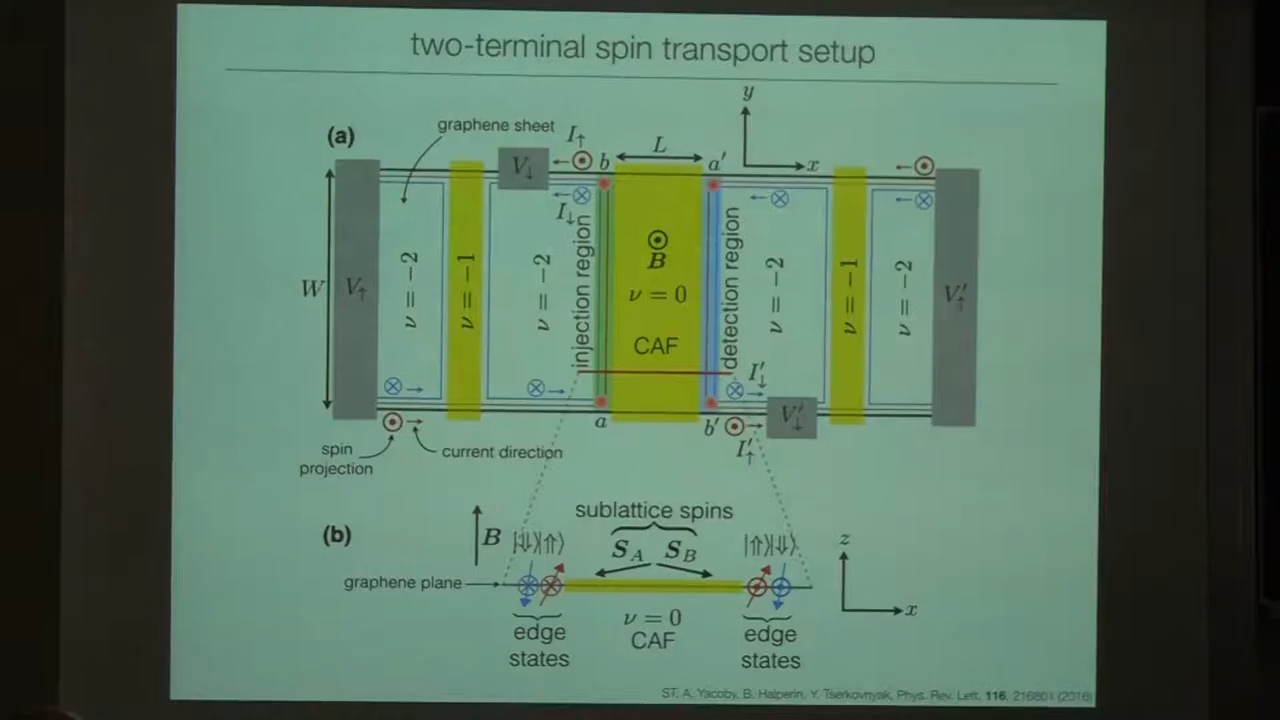 two-terminal spin transport setup
(a)
graphene sheet
V↓
I↑
b
L
a′
y
x
I↓
W
V↑
ν = −2
ν = −1
ν = −2
injection region
B
ν = 0
CAF
detection region
ν = −2
ν = −1
ν = −2
V′↑
I′↓
a
b′
V′↓
I′↑
spin
projection
current direction
(b)
B
|⇓⟩|⇑⟩
sublattice spins
S_A S_B
|⇑⟩|⇓⟩
z
graphene plane
x
edge
states
ν = 0
CAF
edge
states
ST, A. Yacoby, B. Halperin, Y. Tserkovnyak, Phys. Rev. Lett. 116, 216801 (2016)